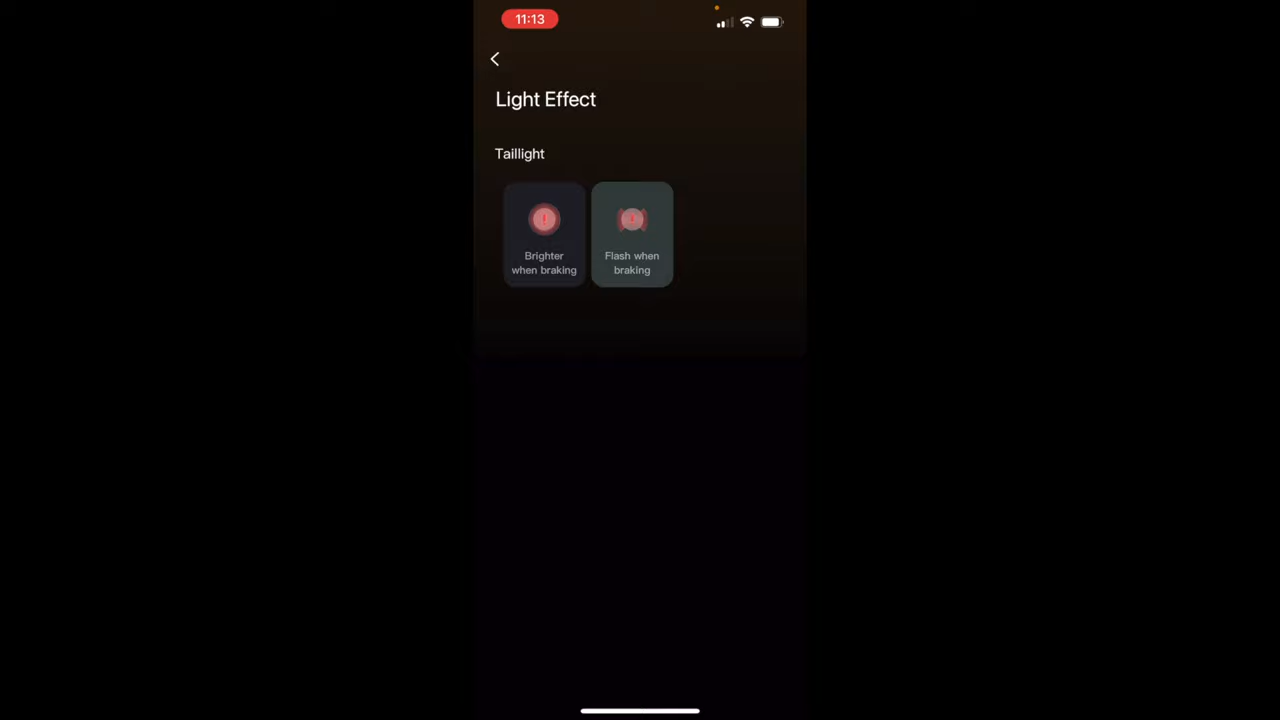 11:13
Light Effect
Taillight
Brighter
when braking
Flash when
braking